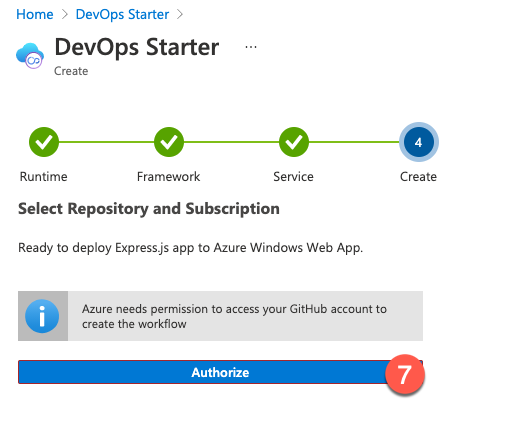 Home > DevOps Starter >
DevOps Starter ...
Create
4
Runtime Framework Service Create
Select Repository and Subscription
Ready to deploy Express.js app to Azure Windows Web App.
Azure needs permission to access your GitHub account to
create the workflow
Authorize
7